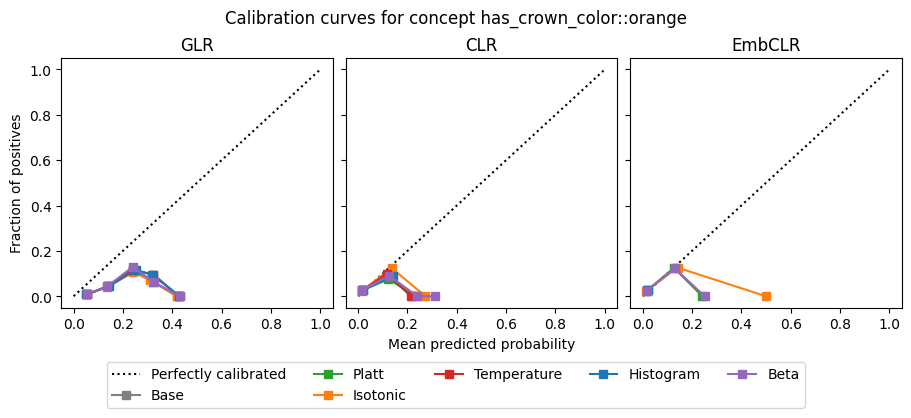 Calibration curves for concept has_crown_color::orange
GLR
CLR
EmbCLR
Fraction of positives
1.0
0.8
0.6
0.4
0.2
0.0
0.0 0.2 0.4 0.6 0.8 1.0
0.0 0.2 0.4 0.6 0.8 1.0
0.0 0.2 0.4 0.6 0.8 1.0
Mean predicted probability
Perfectly calibrated
Base
Platt
Isotonic
Temperature
Histogram
Beta